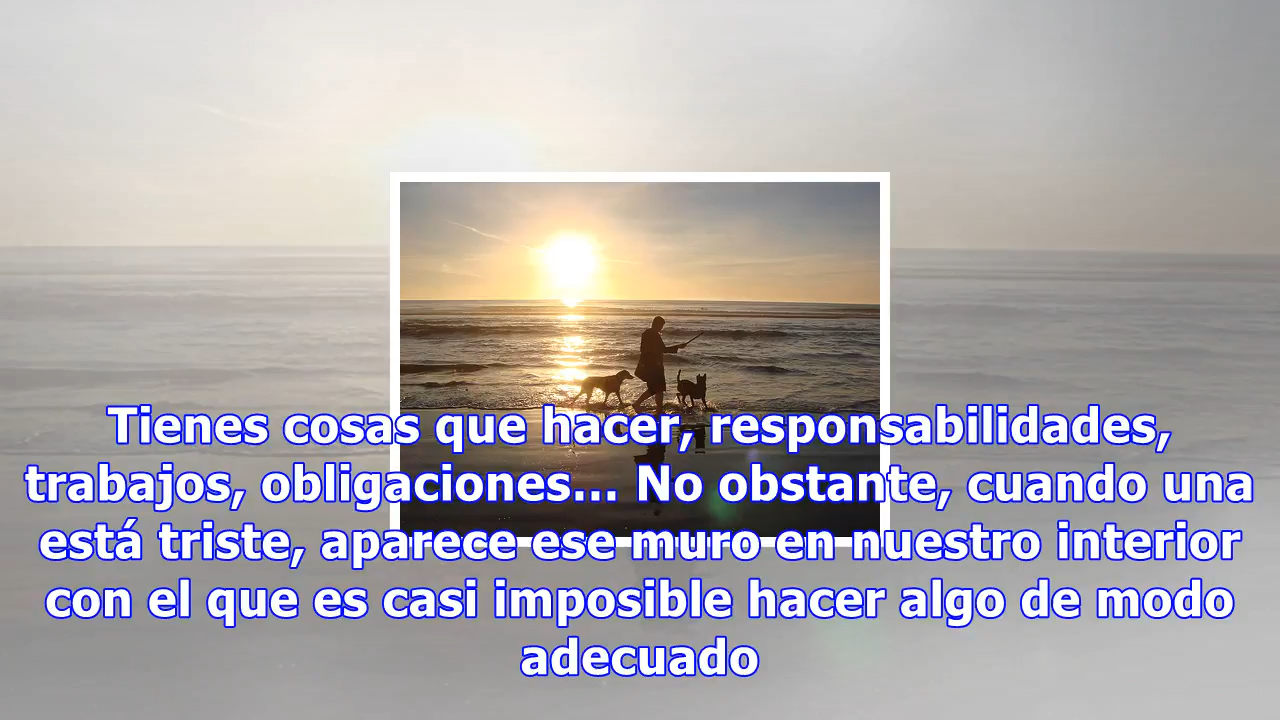 Tienes cosas que hacer, responsabilidades,
trabajos, obligaciones... No obstante, cuando una
está triste, aparece ese muro en nuestro interior
con el que es casi imposible hacer algo de modo
adecuado